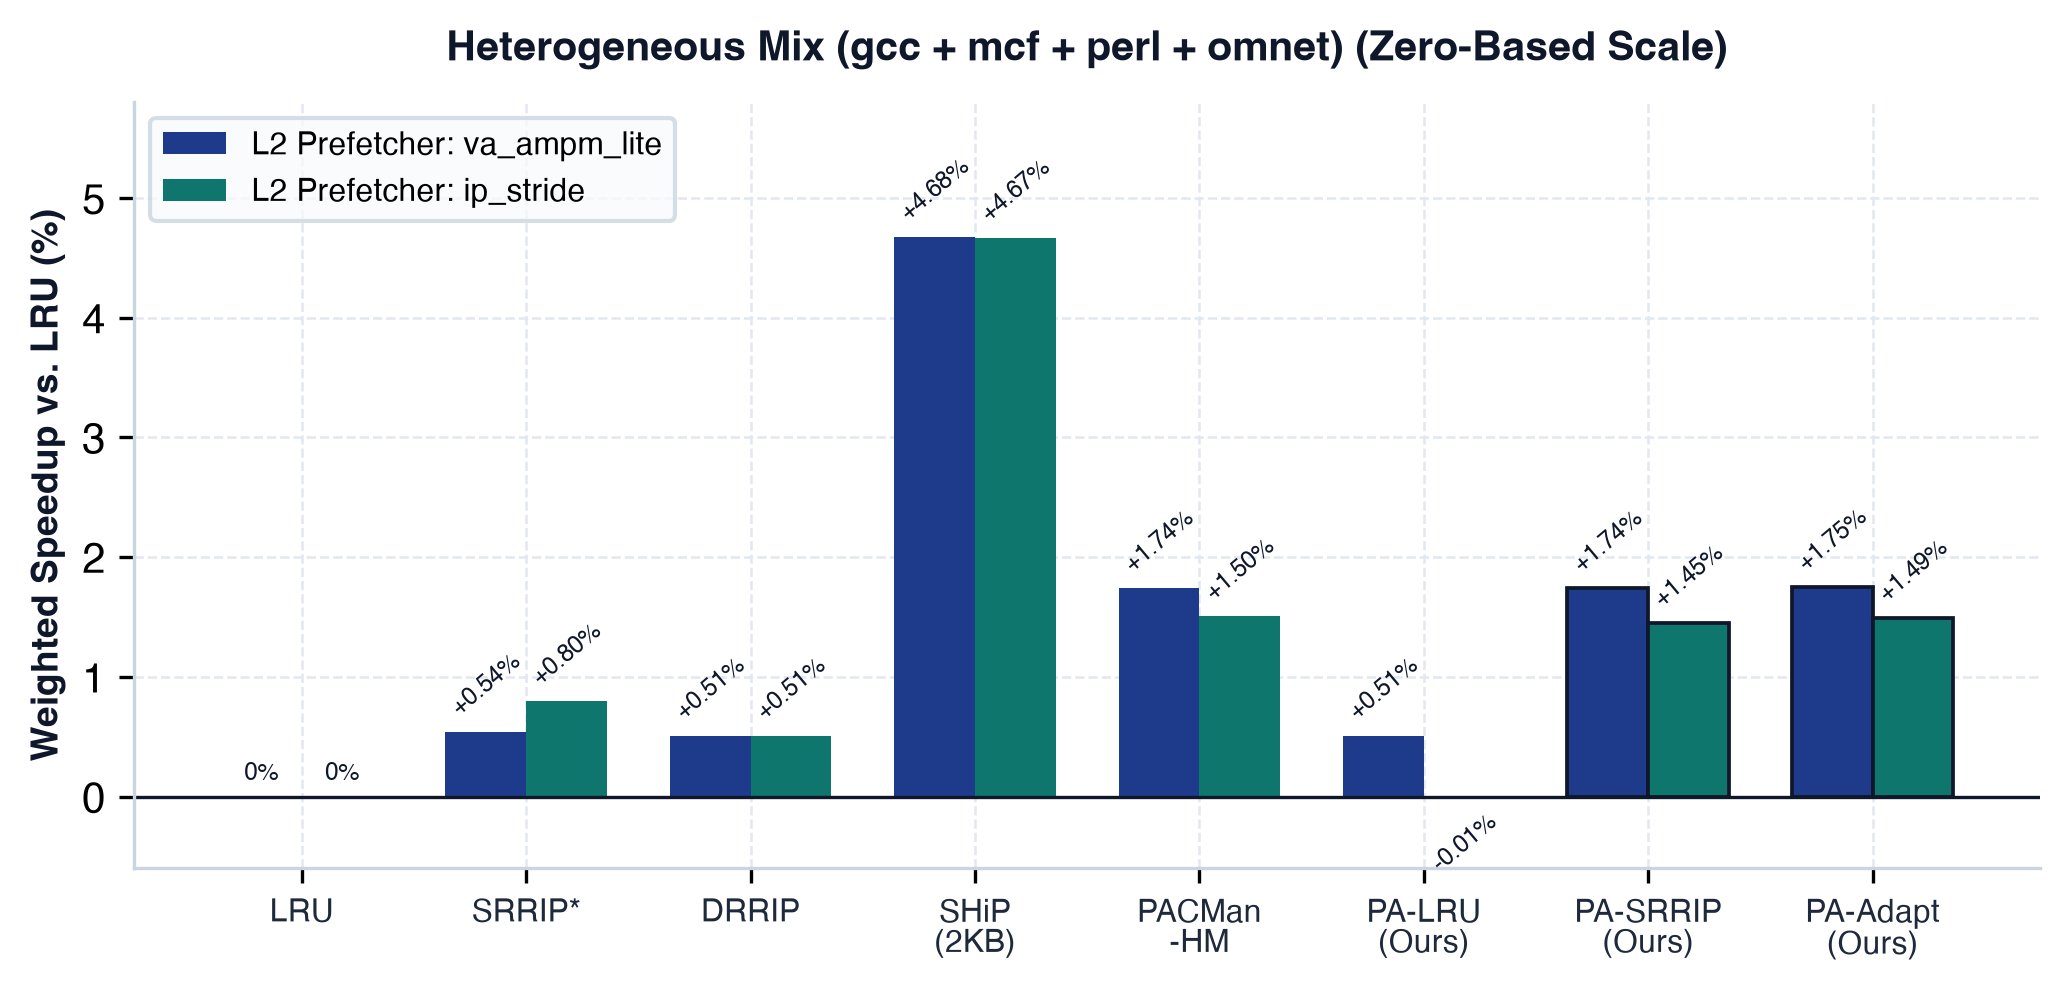 Heterogeneous Mix (gcc + mcf + perl + omnet) (Zero-Based Scale)
L2 Prefetcher: va_ampm_lite
L2 Prefetcher: ip_stride
Weighted Speedup vs. LRU (%)
5
4
3
2
1
0
0%
0%
+0.54%
+0.80%
+0.51%
+0.51%
+4.68%
+4.67%
+1.74%
+1.50%
+0.51%
-0.01%
+1.74%
+1.45%
+1.75%
+1.49%
LRU
SRRIP*
DRRIP
SHiP
(2KB)
PACMan
-HM
PA-LRU
(Ours)
PA-SRRIP
(Ours)
PA-Adapt
(Ours)